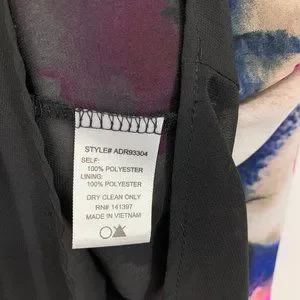 STYLE# ADR93304
SELF:
100% POLYESTER
LINING:
100% POLYESTER
DRY CLEAN ONLY
RN# 141397
MADE IN VIETNAM